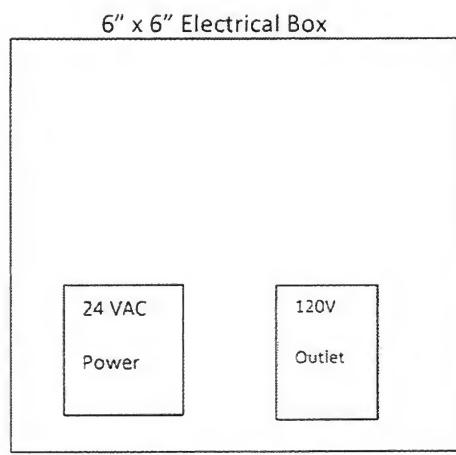 6” x 6” Electrical Box
24 VAC
Power
120V
Outlet